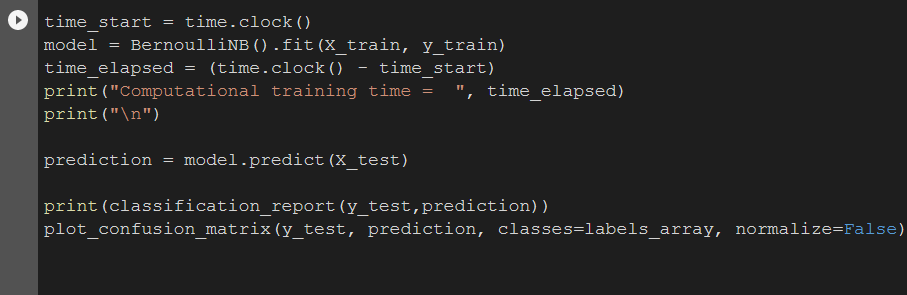 time_start = time.clock()
model = BernoulliNB().fit(X_train, y_train)
time_elapsed = (time.clock() - time_start)
print("Computational training time =  ", time_elapsed)
print("\n")
prediction = model.predict(X_test)
print(classification_report(y_test,prediction))
plot_confusion_matrix(y_test, prediction, classes=labels_array, normalize=False)